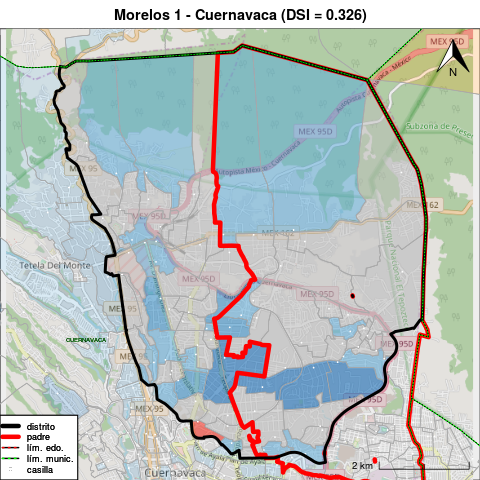 Morelos 1 - Cuernavaca (DSI = 0.326)
MEX 95D
N
MEX 95D
Subzona de Preser
MEX 95
MEX 162
MEX 95D
Tetela Del Monte
MEX 95D
MEX 95D
MEX 95
CUERNAVACA
MEX 95D
MEX 95
MEX 95D
MEX 95
distrito
padre
lím. edo.
lím. munic.
casilla
Cuernavaca
2 km